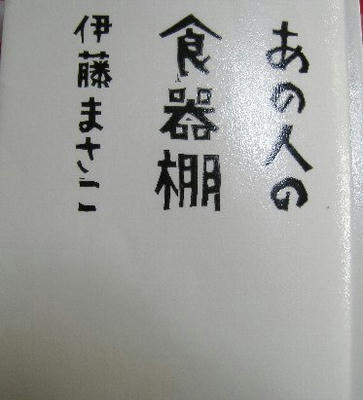 あの人の
食器棚
伊藤まさこ